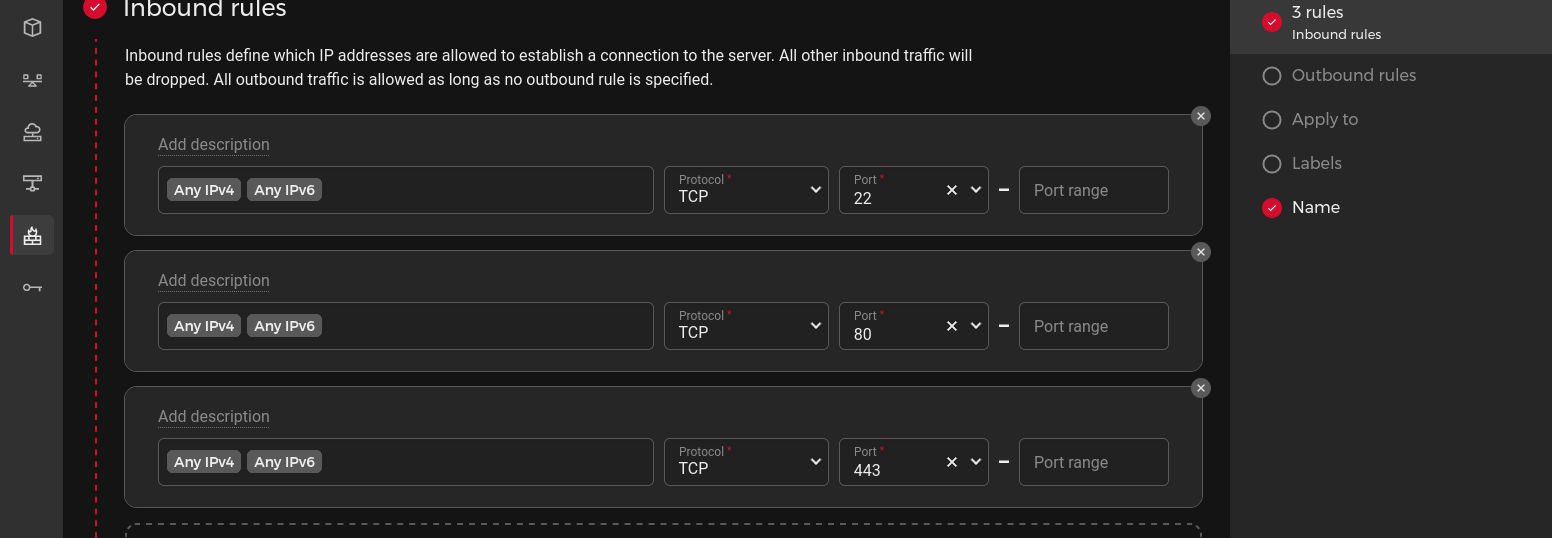 Inbound rules
Inbound rules define which IP addresses are allowed to establish a connection to the server. All other inbound traffic will
be dropped. All outbound traffic is allowed as long as no outbound rule is specified.
Add description
Any IPv4 Any IPv6 Protocol * TCP Port * 22 – Port range
Add description
Any IPv4 Any IPv6 Protocol * TCP Port * 80 – Port range
Add description
Any IPv4 Any IPv6 Protocol * TCP Port * 443 – Port range
3 rules
Inbound rules
Outbound rules
Apply to
Labels
Name